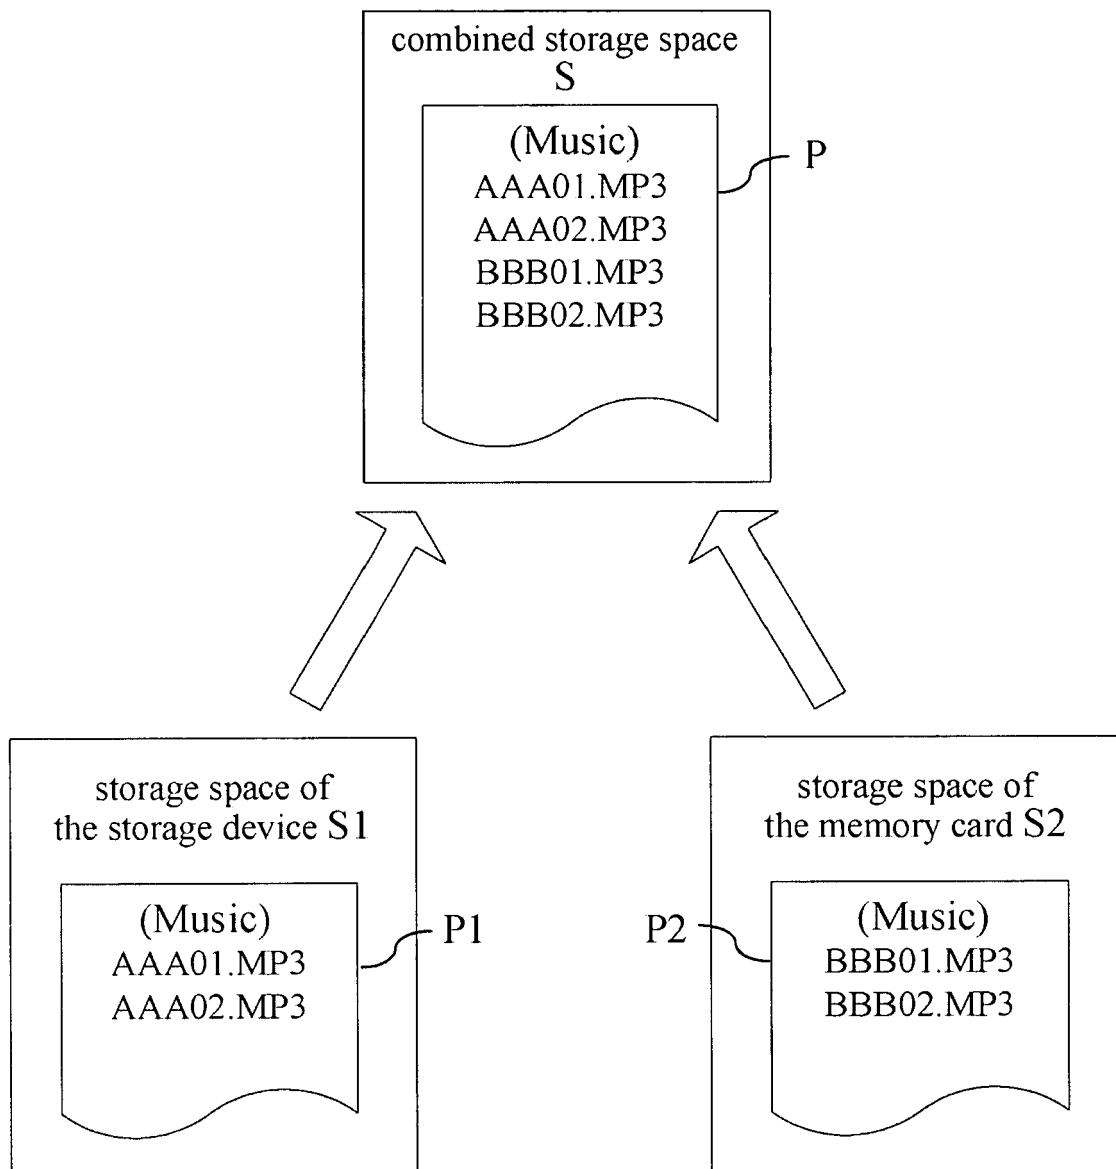 combined storage space
S
(Music)
P
AAA01.MP3
AAA02.MP3
BBB01.MP3
BBB02.MP3
storage space of
the storage device S1
(Music)
AAA01.MP3
AAA02.MP3
P1
storage space of
the memory card S2
P2
(Music)
BBB01.MP3
BBB02.MP3